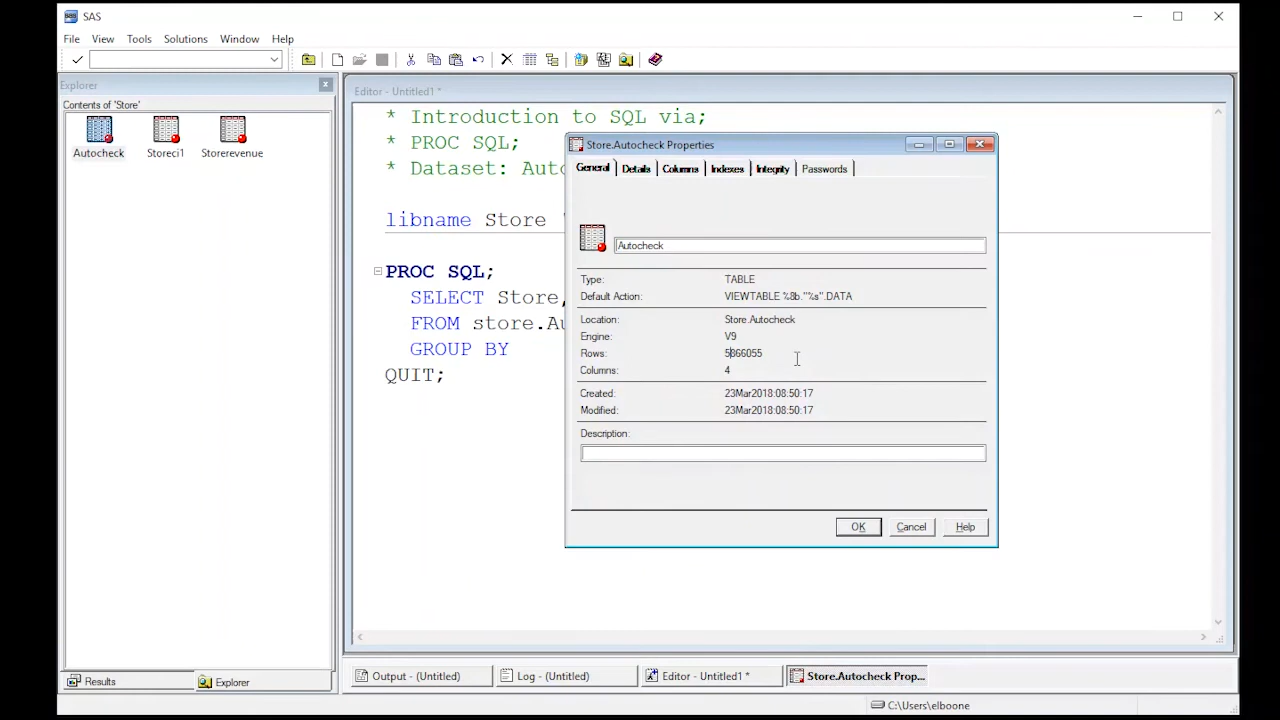 SAS
File View Tools Solutions Window Help
Explorer
Contents of 'Store'
Autocheck Storeci1 Storerevenue
Editor - Untitled1 *
* Introduction to SQL via;
* PROC SQL;
* Dataset:
libname Store
PROC SQL;
SELECT Store,
FROM
GROUP BY
QUIT;
Store.Autocheck Properties
General Details Columns Indexes Integrity Passwords
Autocheck
Type: TABLE
Default Action: VIEWTABLE %8b."%s".DATA
Location: Store.Autocheck
Engine: V9
Rows: 5866055
Columns: 4
Created: 23Mar2018:08:50:17
Modified: 23Mar2018:08:50:17
Description:
OK Cancel Help
Results Explorer
Output - (Untitled) Log - (Untitled) Editor - Untitled1 * Store.Autocheck Prop...
C:\Users\elboone